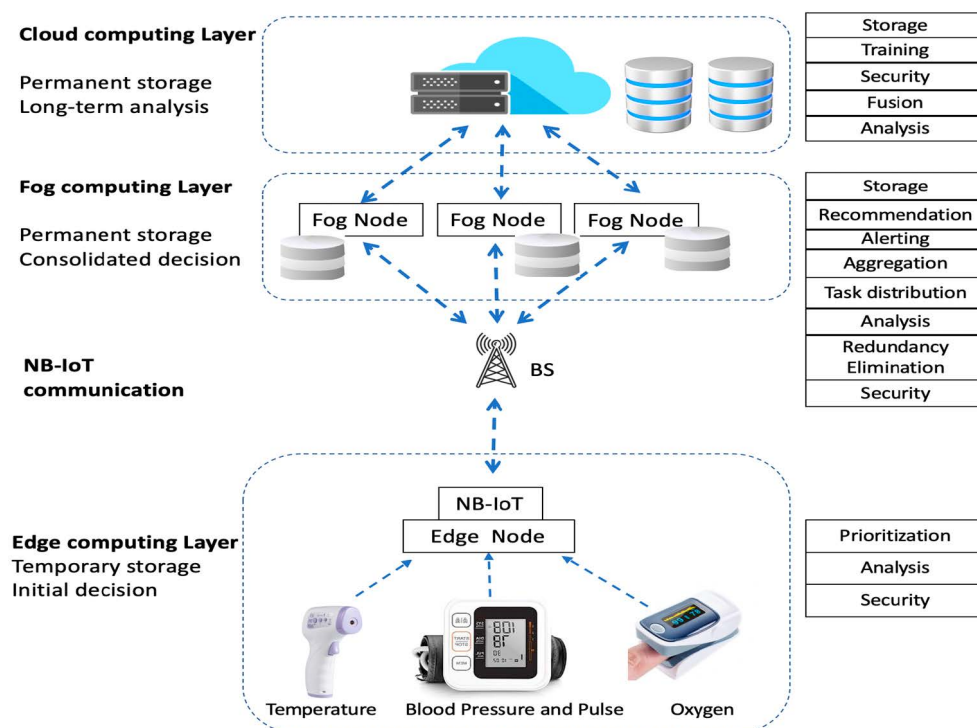 Cloud computing Layer
Permanent storage
Long-term analysis
Storage
Training
Security
Fusion
Analysis
Fog computing Layer
Permanent storage
Consolidated decision
Fog Node
Fog Node
Fog Node
Storage
Recommendation
Alerting
Aggregation
Task distribution
Analysis
Redundancy
Elimination
Security
NB-IoT
communication
BS
Edge computing Layer
Temporary storage
Initial decision
NB-IoT
Edge Node
Prioritization
Analysis
Security
Temperature
Blood Pressure and Pulse
Oxygen